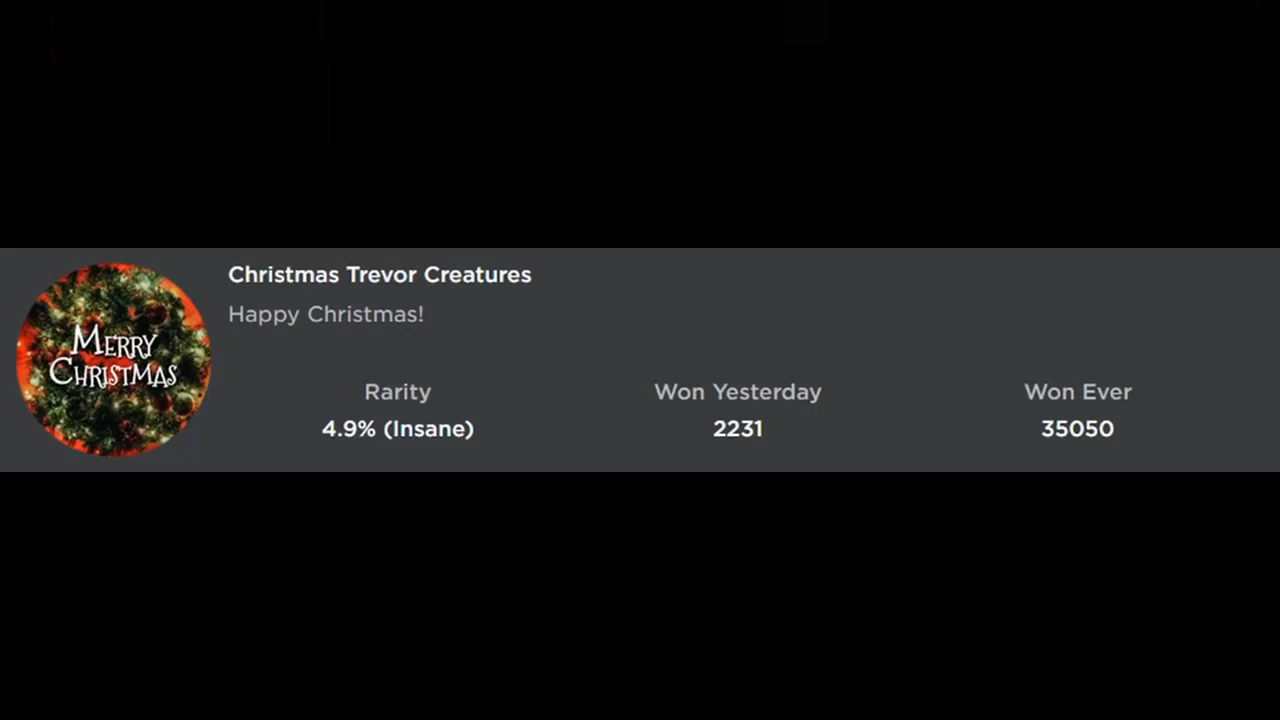 Christmas Trevor Creatures
Happy Christmas!
MERRY
CHRISTMAS
Rarity
Won Yesterday
Won Ever
4.9% (Insane)
2231
35050